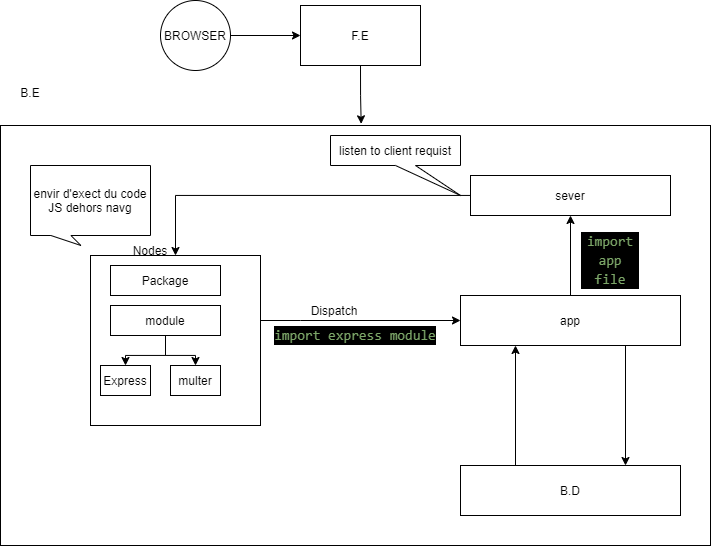 BROWSER
F.E
B.E
listen to client requist
envir d'exect du code
JS dehors navg
sever
Nodes
import
app
file
Package
Dispatch
module
app
import express module
Express
multer
B.D